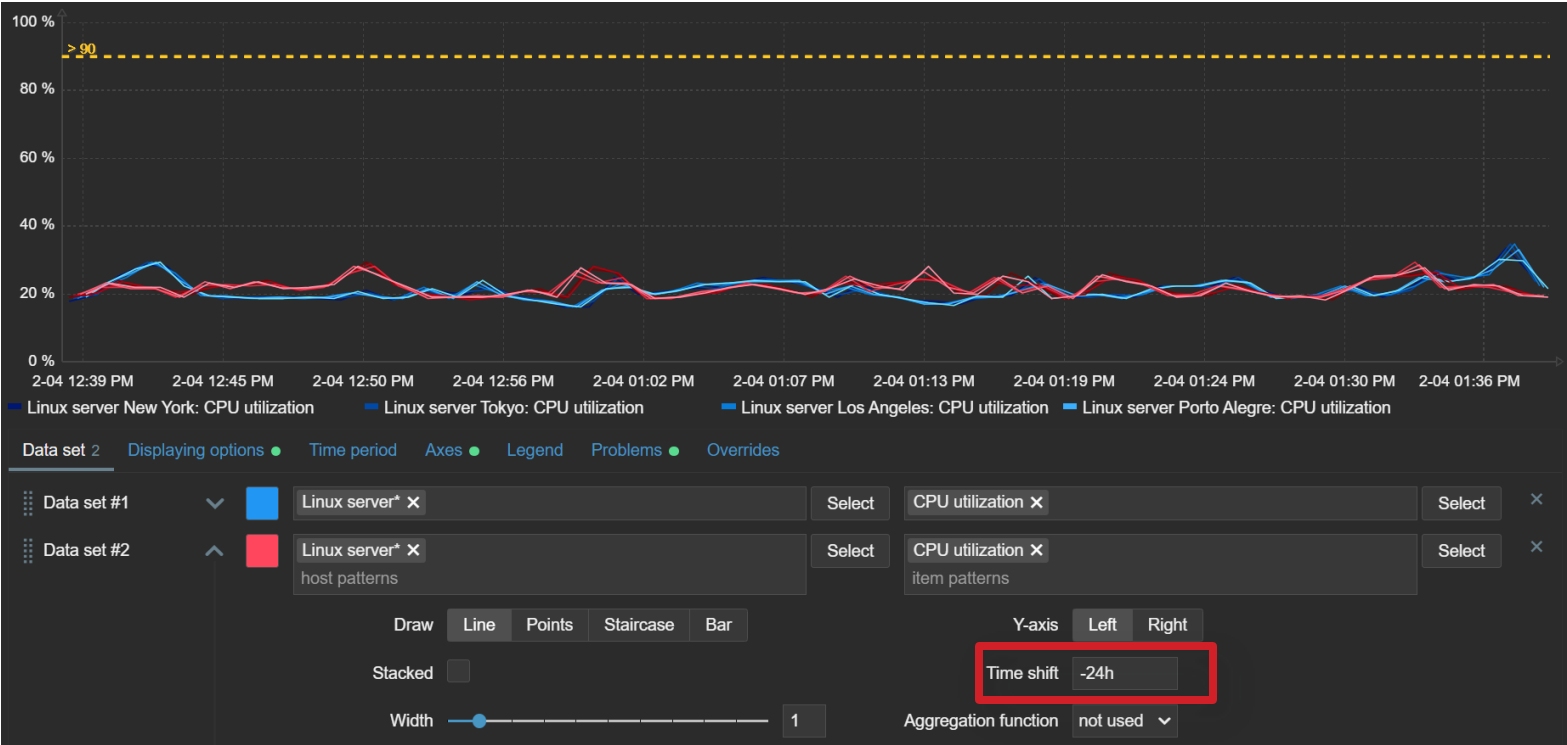 100 %
> 90
80 %
60 %
40 %
20 %
0 %
2-04 12:39 PM 2-04 12:45 PM 2-04 12:50 PM 2-04 12:56 PM 2-04 01:02 PM 2-04 01:07 PM 2-04 01:13 PM 2-04 01:19 PM 2-04 01:24 PM 2-04 01:30 PM 2-04 01:36 PM
Linux server New York: CPU utilization Linux server Tokyo: CPU utilization Linux server Los Angeles: CPU utilization Linux server Porto Alegre: CPU utilization
Data set 2 Displaying options Time period Axes Legend Problems Overrides
Data set #1 Linux server* Select CPU utilization Select
Data set #2 Linux server* Select CPU utilization Select
host patterns item patterns
Draw Line Points Staircase Bar Y-axis Left Right
Stacked Time shift -24h
Width 1 Aggregation function not used